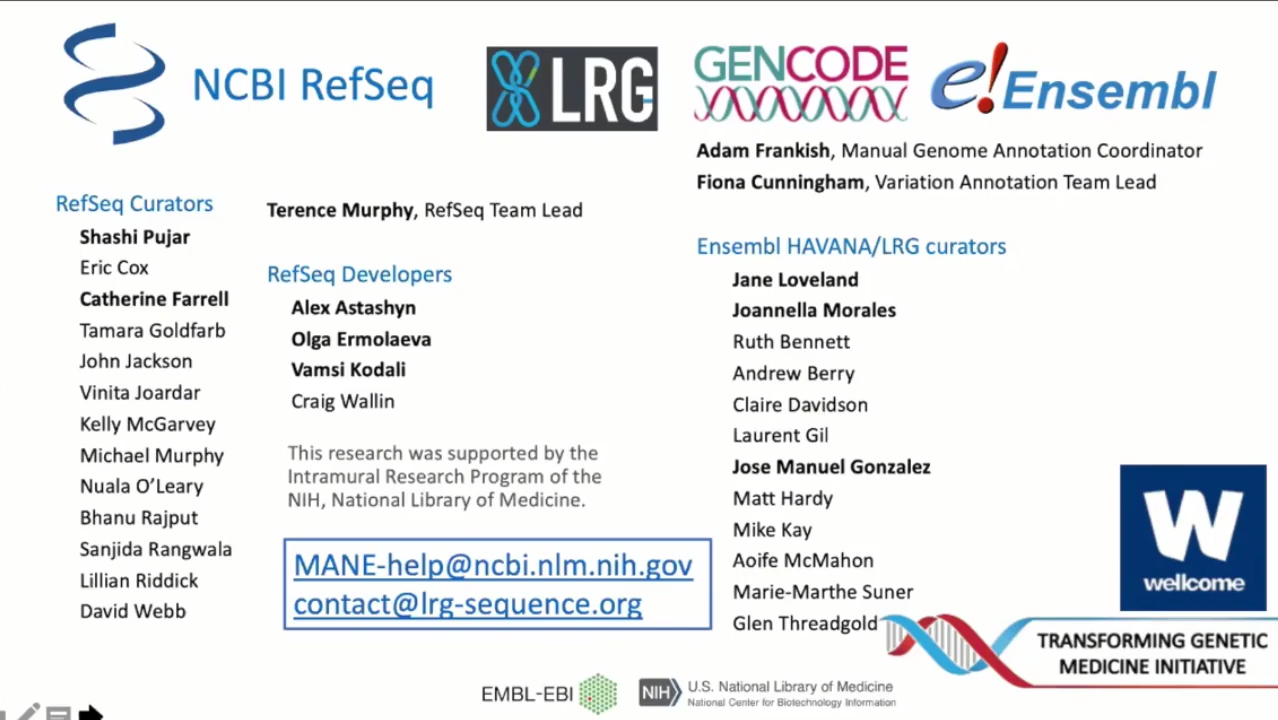 NCBI RefSeq
LRG
GENCODE
e!Ensembl
Adam Frankish, Manual Genome Annotation Coordinator
Fiona Cunningham, Variation Annotation Team Lead
RefSeq Curators
Shashi Pujar
Eric Cox
Catherine Farrell
Tamara Goldfarb
John Jackson
Vinita Joardar
Kelly McGarvey
Michael Murphy
Nuala O’Leary
Bhanu Rajput
Sanjida Rangwala
Lillian Riddick
David Webb
Terence Murphy, RefSeq Team Lead
RefSeq Developers
Alex Astashyn
Olga Ermolaeva
Vamsi Kodali
Craig Wallin
This research was supported by the
Intramural Research Program of the
NIH, National Library of Medicine.
MANE-help@ncbi.nlm.nih.gov
contact@lrg-sequence.org
Ensembl HAVANA/LRG curators
Jane Loveland
Joannella Morales
Ruth Bennett
Andrew Berry
Claire Davidson
Laurent Gil
Jose Manuel Gonzalez
Matt Hardy
Mike Kay
Aoife McMahon
Marie-Marthe Suner
Glen Threadgold
W
wellcome
TRANSFORMING GENETIC
MEDICINE INITIATIVE
EMBL-EBI
NIH
U.S. National Library of Medicine
National Center for Biotechnology Information